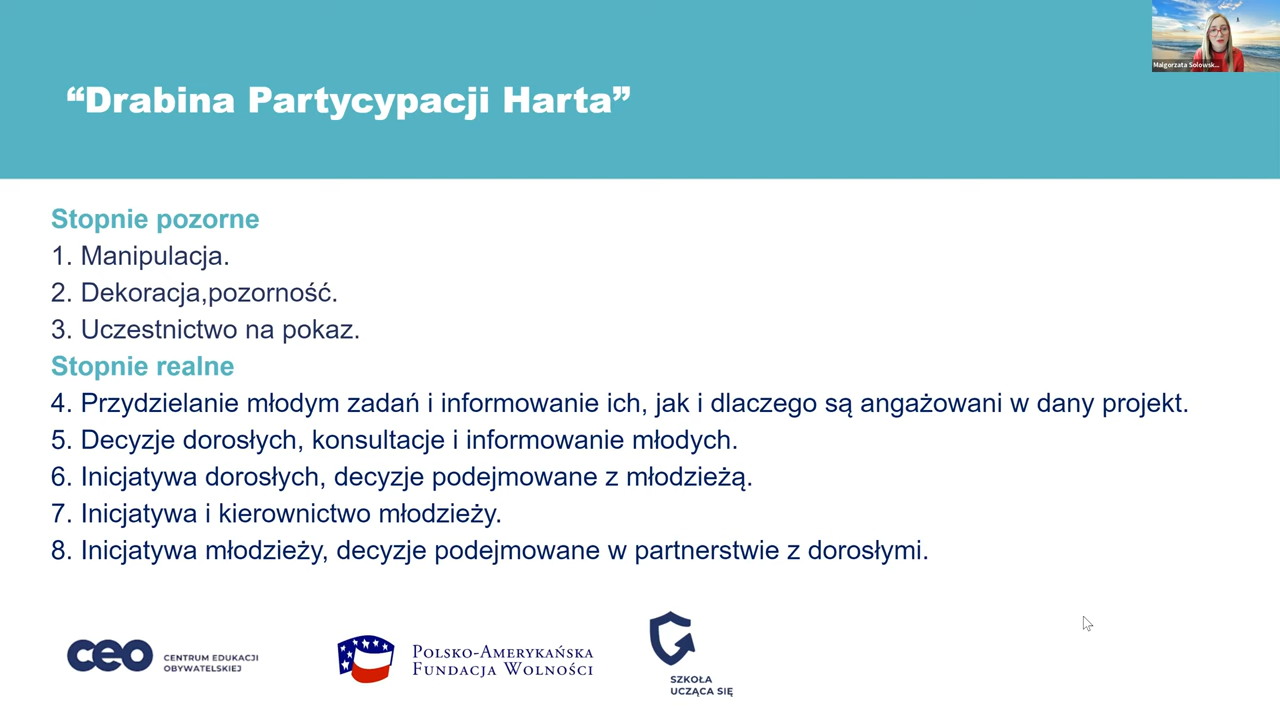 Małgorzata Solowsk...
“Drabina Partycypacji Harta”
Stopnie pozorne
1. Manipulacja.
2. Dekoracja,pozorność.
3. Uczestnictwo na pokaz.
Stopnie realne
4. Przydzielanie młodym zadań i informowanie ich, jak i dlaczego są angażowani w dany projekt.
5. Decyzje dorosłych, konsultacje i informowanie młodych.
6. Inicjatywa dorosłych, decyzje podejmowane z młodzieżą.
7. Inicjatywa i kierownictwo młodzieży.
8. Inicjatywa młodzieży, decyzje podejmowane w partnerstwie z dorosłymi.
ceo
CENTRUM EDUKACJI
OBYWATELSKIEJ
POLSKO-AMERYKAŃSKA
FUNDACJA WOLNOŚCI
SZKOŁA
UCZĄCA SIĘ